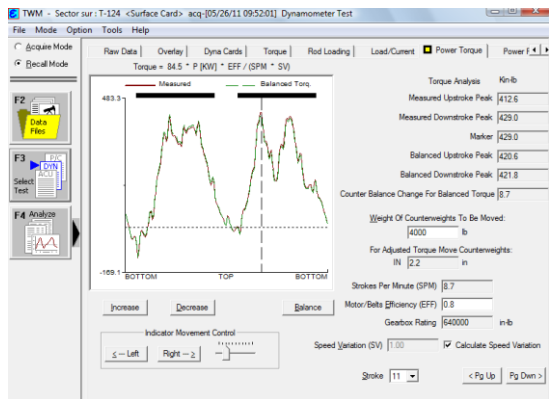 TWM - Sector sur : T-124 <Surface Card> acq-[05/26/11 09:52:01] Dynamometer Test
File Mode Option Tools Help
Acquire Mode
Recall Mode
F2
Data
Files
F3
Select
Test
F4 Analyze
Raw Data Overlay Dyna Cards Torque Rod Loading Load/Current Power Torque Power F
Torque = 84.5 * P [KW] * EFF / (SPM * SV)
Measured Balanced Torq.
483.3
-169.1
BOTTOM TOP BOTTOM
Increase Decrease Balance
Indicator Movement Control
< -- Left Right -- >
Torque Analysis Kin-lb
Measured Upstroke Peak 412.6
Measured Downstroke Peak 429.0
Marker 429.0
Balanced Upstroke Peak 420.6
Balanced Downstroke Peak 421.8
Counter Balance Change For Balanced Torque 8.7
Weight Of Counterweights To Be Moved:
4000 lb
For Adjusted Torque Move Counterweights:
IN 2.2 in
Strokes Per Minute (SPM) 8.7
Motor/Belts Efficiency (EFF) 0.8
Gearbox Rating 640000 in-lb
Speed Variation (SV) 1.00 Calculate Speed Variation
Stroke 11 < Pg Up Pg Dwn >